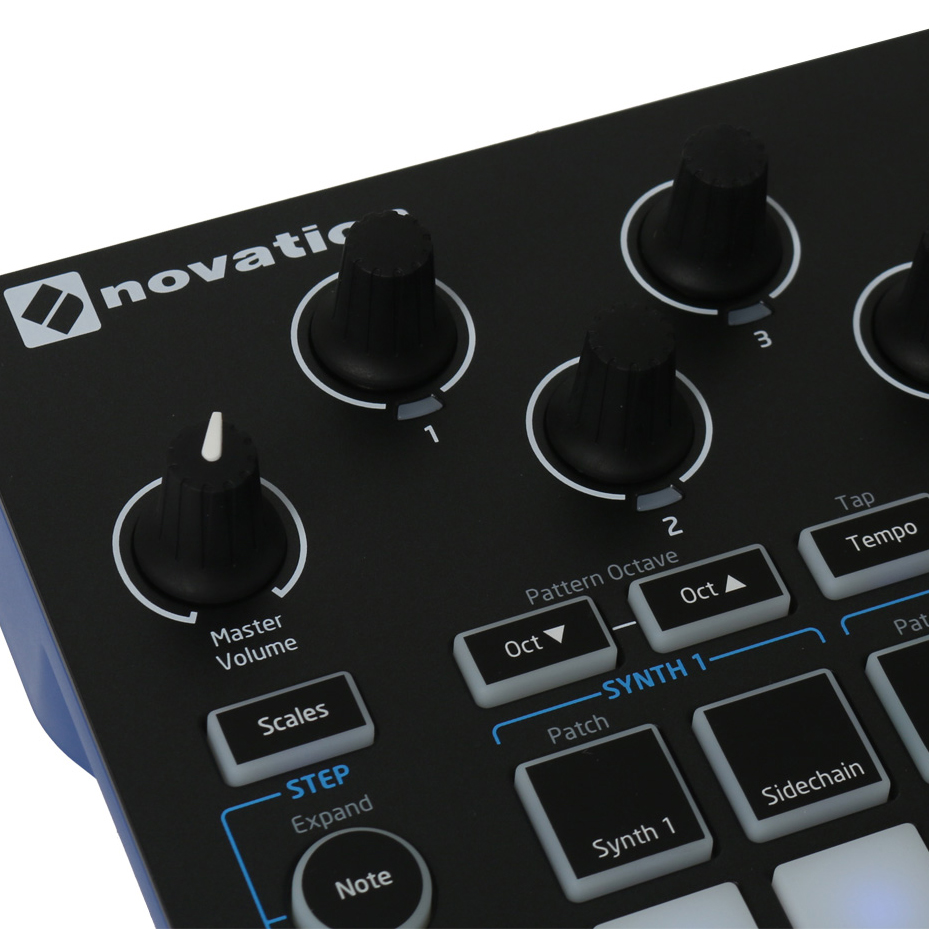 novation
1
2
3
Master
Volume
Tap
Tempo
Pattern Octave
Oct ▼
Oct ▲
SYNTH 1
Patch
Synth 1
Sidechain
Scales
STEP
Expand
Note